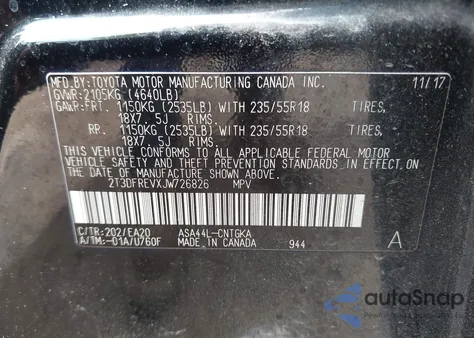 MFD. BY: TOYOTA MOTOR MANUFACTURING CANADA INC. 11/17
GVWR: 2105KG (4640LB)
GAWR: FRT. 1150KG (2535LB) WITH 235/55R18 TIRES,
18X7. 5J RIMS.
RR. 1150KG (2535LB) WITH 235/55R18 TIRES,
18X7. 5J RIMS.
THIS VEHICLE CONFORMS TO ALL APPLICABLE FEDERAL MOTOR
VEHICLE SAFETY AND THEFT PREVENTION STANDARDS IN EFFECT ON THE
DATE OF MANUFACTURE SHOWN ABOVE.
2T3DFREVXJW726826 MPV
C/TR: 202/EA20 ASA44L-CNTGKA
A/TM: -01A/U760F MADE IN CANADA 944 A
autoSnap